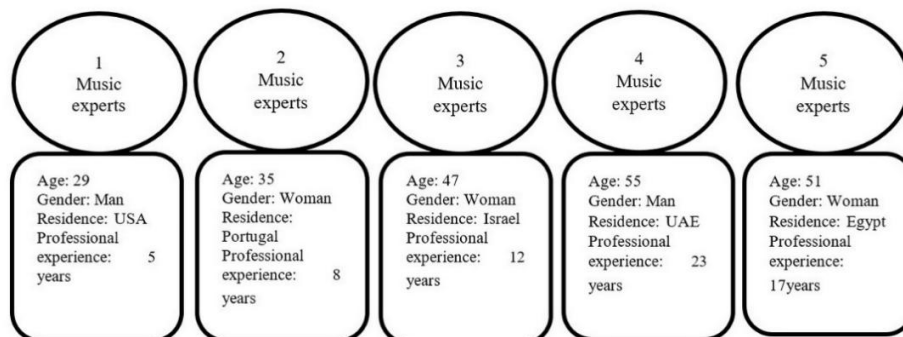 1
Music
experts
2
Music
experts
3
Music
experts
4
Music
experts
5
Music
experts
Age: 29
Gender: Man
Residence: USA
Professional
experience: 5
years
Age: 35
Gender: Woman
Residence:
Portugal
Professional
experience: 8
years
Age: 47
Gender: Woman
Residence: Israel
Professional
experience: 12
years
Age: 55
Gender: Man
Residence: UAE
Professional
experience: 23
years
Age: 51
Gender: Woman
Residence: Egypt
Professional
experience:
17years